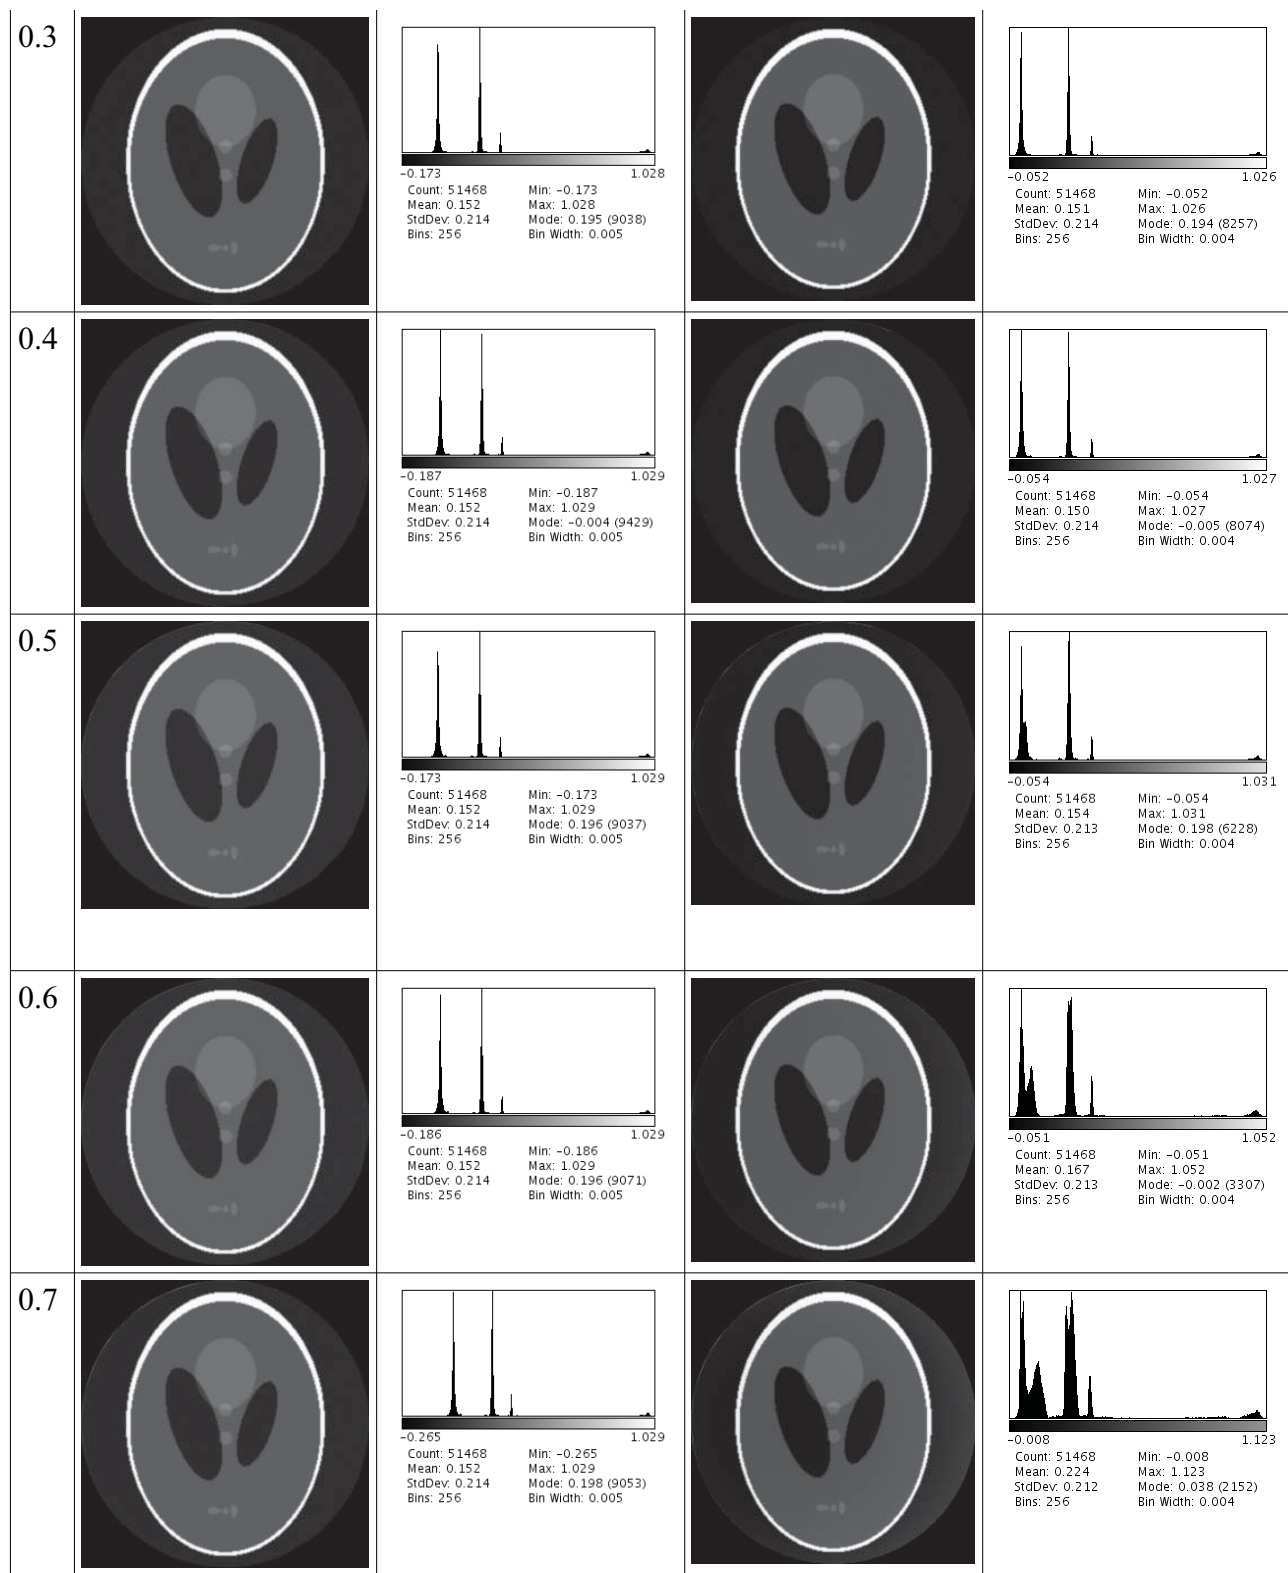 0.3
-0.173 1.028
Count: 51468 Min: -0.173
Mean: 0.152 Max: 1.028
StdDev: 0.214 Mode: 0.195 (9038)
Bins: 256 Bin Width: 0.005
-0.052 1.026
Count: 51468 Min: -0.052
Mean: 0.151 Max: 1.026
StdDev: 0.214 Mode: 0.194 (8257)
Bins: 256 Bin Width: 0.004
0.4
-0.187 1.029
Count: 51468 Min: -0.187
Mean: 0.152 Max: 1.029
StdDev: 0.214 Mode: -0.004 (9429)
Bins: 256 Bin Width: 0.005
-0.054 1.027
Count: 51468 Min: -0.054
Mean: 0.150 Max: 1.027
StdDev: 0.214 Mode: -0.005 (8074)
Bins: 256 Bin Width: 0.004
0.5
-0.173 1.029
Count: 51468 Min: -0.173
Mean: 0.152 Max: 1.029
StdDev: 0.214 Mode: 0.196 (9037)
Bins: 256 Bin Width: 0.005
-0.054 1.031
Count: 51468 Min: -0.054
Mean: 0.154 Max: 1.031
StdDev: 0.213 Mode: 0.198 (6228)
Bins: 256 Bin Width: 0.004
0.6
-0.186 1.029
Count: 51468 Min: -0.186
Mean: 0.152 Max: 1.029
StdDev: 0.214 Mode: 0.196 (9071)
Bins: 256 Bin Width: 0.005
-0.051 1.052
Count: 51468 Min: -0.051
Mean: 0.167 Max: 1.052
StdDev: 0.213 Mode: -0.002 (3307)
Bins: 256 Bin Width: 0.004
0.7
-0.265 1.029
Count: 51468 Min: -0.265
Mean: 0.152 Max: 1.029
StdDev: 0.214 Mode: 0.198 (9053)
Bins: 256 Bin Width: 0.005
-0.008 1.123
Count: 51468 Min: -0.008
Mean: 0.224 Max: 1.123
StdDev: 0.212 Mode: 0.038 (2152)
Bins: 256 Bin Width: 0.004